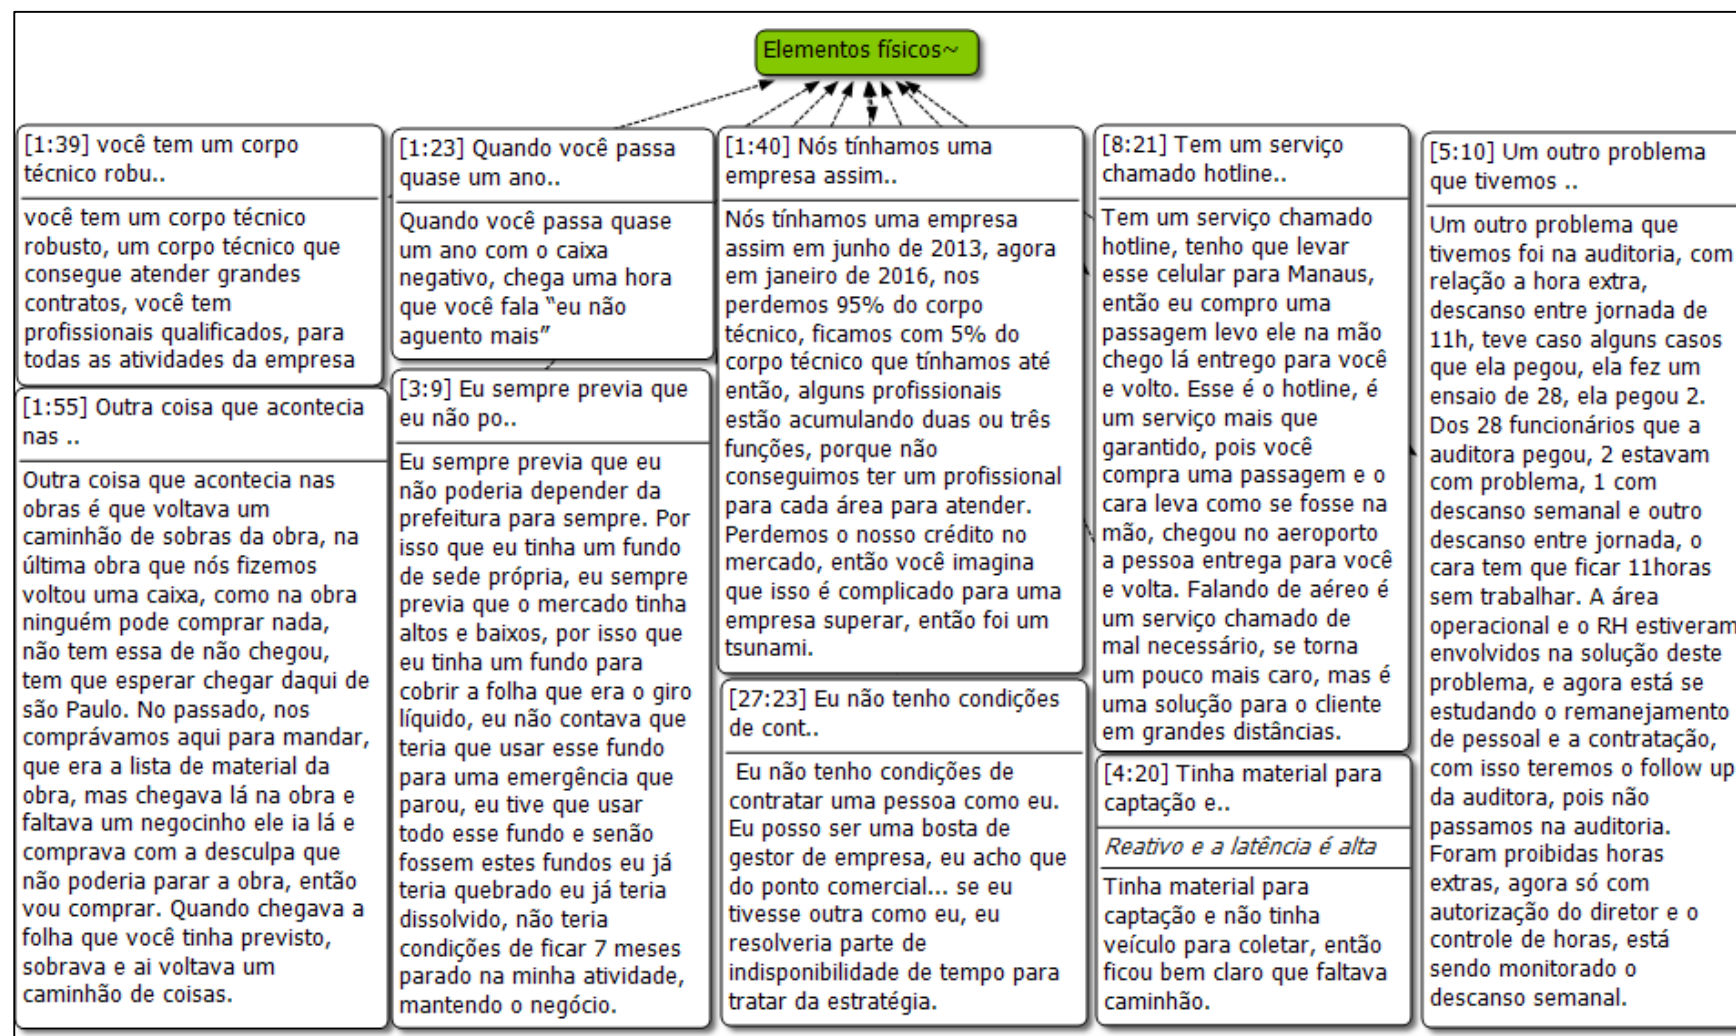 Elementos físicos~
[1:39] você tem um corpo
técnico robu..
você tem um corpo técnico
robusto, um corpo técnico que
consegue atender grandes
contratos, você tem
profissionais qualificados, para
todas as atividades da empresa
[1:55] Outra coisa que acontecia
nas ..
Outra coisa que acontecia nas
obras é que voltava um
caminhão de sobras da obra, na
última obra que nós fizemos
voltou uma caixa, como na obra
ninguém pode comprar nada,
não tem essa de não chegou,
tem que esperar chegar daqui de
são Paulo. No passado, nos
comprávamos aqui para mandar,
que era a lista de material da
obra, mas chegava lá na obra e
faltava um negocinho ele ia lá e
comprava com a desculpa que
não poderia parar a obra, então
vou comprar. Quando chegava a
folha que você tinha previsto,
sobrava e ai voltava um
caminhão de coisas.
[1:23] Quando você passa
quase um ano..
Quando você passa quase
um ano com o caixa
negativo, chega uma hora
que você fala “eu não
aguento mais”
[3:9] Eu sempre previa que
eu não po..
Eu sempre previa que eu
não poderia depender da
prefeitura para sempre. Por
isso que eu tinha um fundo
de sede própria, eu sempre
previa que o mercado tinha
altos e baixos, por isso que
eu tinha um fundo para
cobrir a folha que era o giro
líquido, eu não contava que
teria que usar esse fundo
para uma emergência que
parou, eu tive que usar
todo esse fundo e senão
fossem estes fundos eu já
teria quebrado eu já teria
dissolvido, não teria
condições de ficar 7 meses
parado na minha atividade,
mantendo o negócio.
[1:40] Nós tínhamos uma
empresa assim..
Nós tínhamos uma empresa
assim em junho de 2013, agora
em janeiro de 2016, nos
perdemos 95% do corpo
técnico, ficamos com 5% do
corpo técnico que tínhamos até
então, alguns profissionais
estão acumulando duas ou três
funções, porque não
conseguimos ter um profissional
para cada área para atender.
Perdemos o nosso crédito no
mercado, então você imagina
que isso é complicado para uma
empresa superar, então foi um
tsunami.
[27:23] Eu não tenho condições
de cont..
Eu não tenho condições de
contratar uma pessoa como eu.
Eu posso ser uma bosta de
gestor de empresa, eu acho que
do ponto comercial... se eu
tivesse outra como eu, eu
resolveria parte de
indisponibilidade de tempo para
tratar da estratégia.
[8:21] Tem um serviço
chamado hotline..
Tem um serviço chamado
hotline, tenho que levar
esse celular para Manaus,
então eu compro uma
passagem levo ele na mão
chego lá entrego para você
e volto. Esse é o hotline, é
um serviço mais que
garantido, pois você
compra uma passagem e o
cara leva como se fosse na
mão, chegou no aeroporto
a pessoa entrega para você
e volta. Falando de aéreo é
um serviço chamado de
mal necessário, se torna
um pouco mais caro, mas é
uma solução para o cliente
em grandes distâncias.
[4:20] Tinha material para
captação e..
Reativo e a latência é alta
Tinha material para
captação e não tinha
veículo para coletar, então
ficou bem claro que faltava
caminhão.
[5:10] Um outro problema
que tivemos ..
Um outro problema que
tivemos foi na auditoria, com
relação a hora extra,
descanso entre jornada de
11h, teve caso alguns casos
que ela pegou, ela fez um
ensaio de 28, ela pegou 2.
Dos 28 funcionários que a
auditora pegou, 2 estavam
com problema, 1 com
descanso semanal e outro
descanso entre jornada, o
cara tem que ficar 11horas
sem trabalhar. A área
operacional e o RH estiveram
envolvidos na solução deste
problema, e agora está se
estudando o remanejamento
de pessoal e a contratação,
com isso teremos o follow up
da auditora, pois não
passamos na auditoria.
Foram proibidas horas
extras, agora só com
autorização do diretor e o
controle de horas, está
sendo monitorado o
descanso semanal.